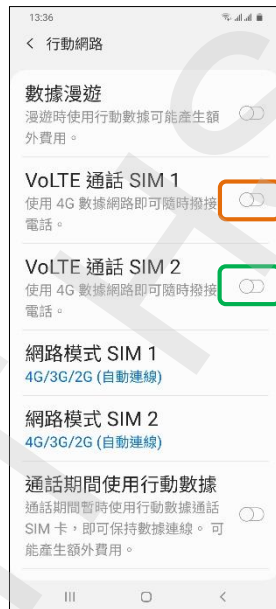 13:36
行動網路
數據漫遊
漫遊時使用行動數據可能產生額
外費用。
VoLTE 通話 SIM 1
使用 4G 數據網路即可隨時撥接
電話。
VoLTE 通話 SIM 2
使用 4G 數據網路即可隨時撥接
電話。
網路模式 SIM 1
4G/3G/2G (自動連線)
網路模式 SIM 2
4G/3G/2G (自動連線)
通話期間使用行動數據
通話期間暫時使用行動數據通話
SIM 卡，即可保持數據連線。 可
能產生額外費用。